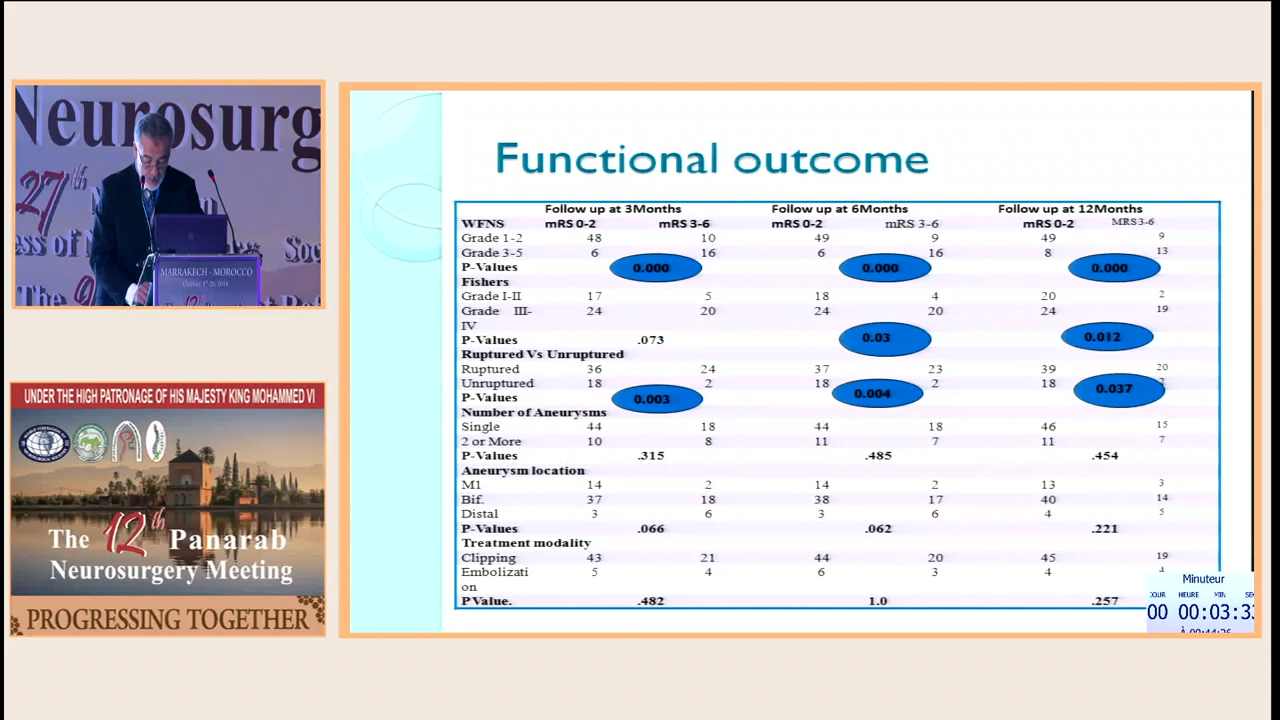 Neurosurg
27th
ess of N
Soc
The 9
MARRAKECH - MOROCCO
UNDER THE HIGH PATRONAGE OF HIS MAJESTY KING MOHAMMED VI
The 12th Panarab
Neurosurgery Meeting
PROGRESSING TOGETHER
Functional outcome
Follow up at 3Months Follow up at 6Months Follow up at 12Months
WFNS mRS 0-2 mRS 3-6 mRS 0-2 mRS 3-6 mRS 0-2 MRS 3-6
Grade 1-2 48 10 49 9 49 9
Grade 3-5 6 16 6 16 8 13
P-Values 0.000 0.000 0.000
Fishers
Grade I-II 17 5 18 4 20 2
Grade III- 24 20 24 20 24 19
IV
P-Values .073 0.03 0.012
Ruptured Vs Unruptured
Ruptured 36 24 37 23 39 20
Unruptured 18 2 18 2 18
P-Values 0.003 0.004 0.037
Number of Aneurysms
Single 44 18 44 18 46 15
2 or More 10 8 11 7 11 7
P-Values .315 .485 .454
Aneurysm location
M1 14 2 14 2 13 3
Bif. 37 18 38 17 40 14
Distal 3 6 3 6 4 5
P-Values .066 .062 .221
Treatment modality
Clipping 43 21 44 20 45 19
Embolizati 5 4 6 3 4
on
P Value. .482 1.0 .257
Minuteur
JOUR HEURE MIN SE
00 00:03:33